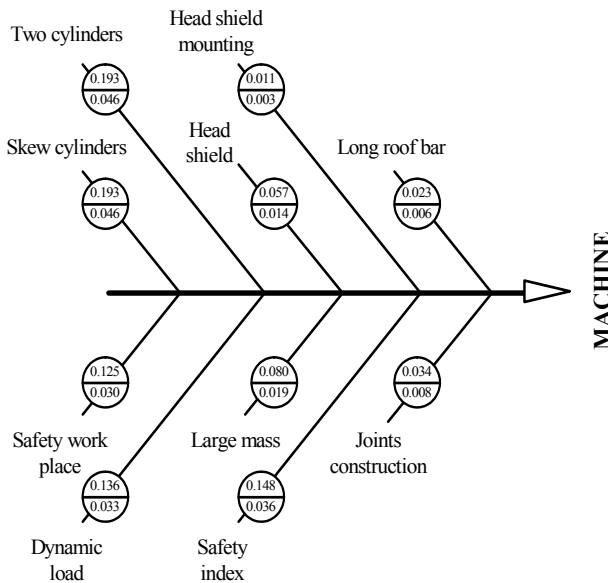 Two cylinders
0.193
0.046
Head shield
mounting
0.011
0.003
Skew cylinders
0.193
0.046
Head
shield
0.057
0.014
Long roof bar
0.023
0.006
MACHINE
0.125
0.030
Safety work
place
0.080
0.019
Large mass
0.034
0.008
Joints
construction
0.136
0.033
Dynamic
load
0.148
0.036
Safety
index